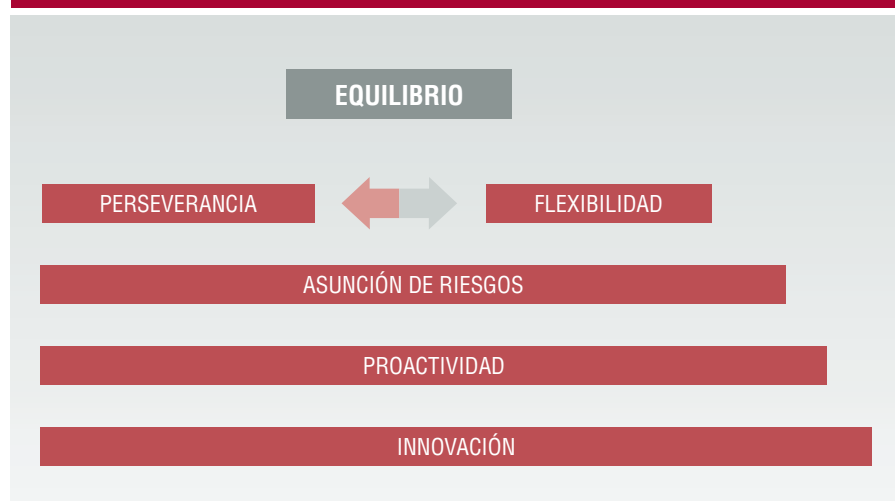 EQUILIBRIO
PERSEVERANCIA
FLEXIBILIDAD
ASUNCIÓN DE RIESGOS
PROACTIVIDAD
INNOVACIÓN